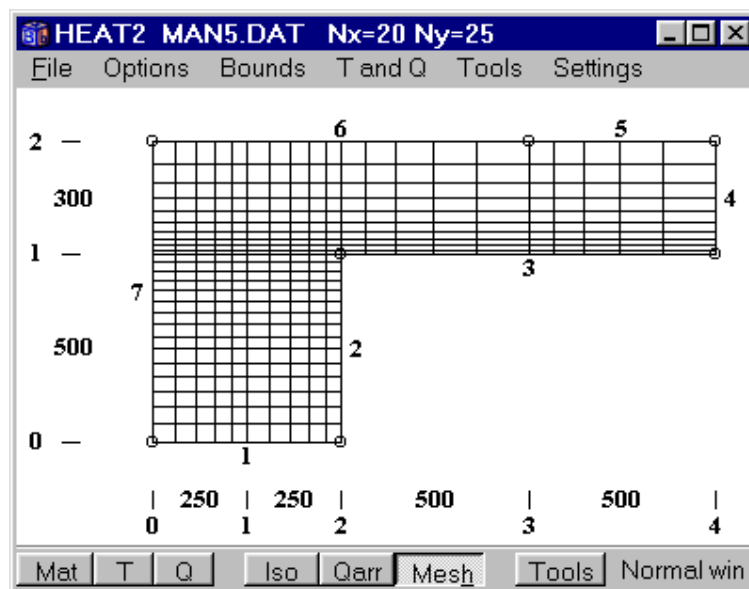 HEAT2 MAN5.DAT Nx=20 Ny=25
File Options Bounds T and Q Tools Settings
6 5
2
300 4
1
3
7
500 2
0
1
250 250 500 500
0 1 2 3 4
Mat T Q Iso Qarr Mesh Tools Normal win